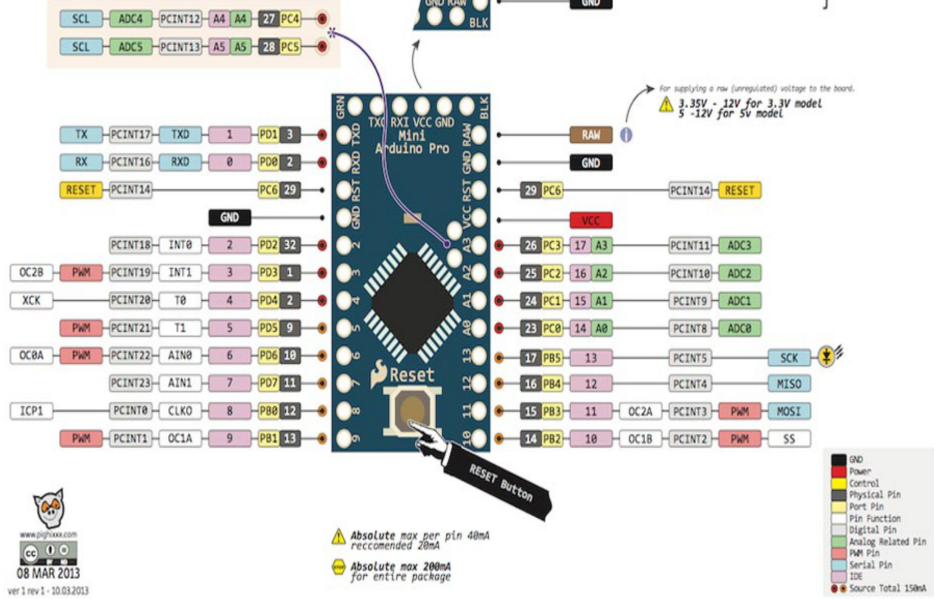 GND RAW
BLK
GND
SCL ADC4 PCINT12 A4 A4 27 PC4
SCL ADC5 PCINT13 A5 A5 28 PC5
For supplying a raw (unregulated) voltage to the board.
3.35V - 12V for 3.3V model
5 -12V for 5v model
GRN TXO RXI VCC GND BLK
Mini
Arduino Pro
TX PCINT17 TXD 1 PD1 3 TXD RAW RAW
RX PCINT16 RXD 0 PD0 2 RXD GND GND
RESET PCINT14 PC6 29 RST RST 29 PC6 PCINT14 RESET
GND GND VCC VCC
PCINT18 INT0 2 PD2 32 2 A3 26 PC3 17 A3 PCINT11 ADC3
OC2B PWM PCINT19 INT1 3 PD3 1 3 A2 25 PC2 16 A2 PCINT10 ADC2
XCK PCINT20 T0 4 PD4 2 4 A1 24 PC1 15 A1 PCINT9 ADC1
PWM PCINT21 T1 5 PD5 9 5 A0 23 PC0 14 A0 PCINT8 ADC0
OC0A PWM PCINT22 AIN0 6 PD6 10 6 13 17 PB5 13 PCINT5 SCK
PCINT23 AIN1 7 PD7 11 7 12 16 PB4 12 PCINT4 MISO
ICP1 PCINT0 CLKO 8 PB0 12 8 11 15 PB3 11 OC2A PCINT3 PWM MOSI
PWM PCINT1 OC1A 9 PB1 13 9 10 14 PB2 10 OC1B PCINT2 PWM SS
Reset
RESET Button
GND
Power
Control
Physical Pin
Port Pin
Pin Function
Digital Pin
Analog Related Pin
PWM Pin
Serial Pin
IDE
Source Total 150mA
www.pighixxx.com
cc BY ND
08 MAR 2013
ver 1 rev 1 - 10.03.2013
Absolute max per pin 40mA
reccomended 20mA
Absolute max 200mA
for entire package